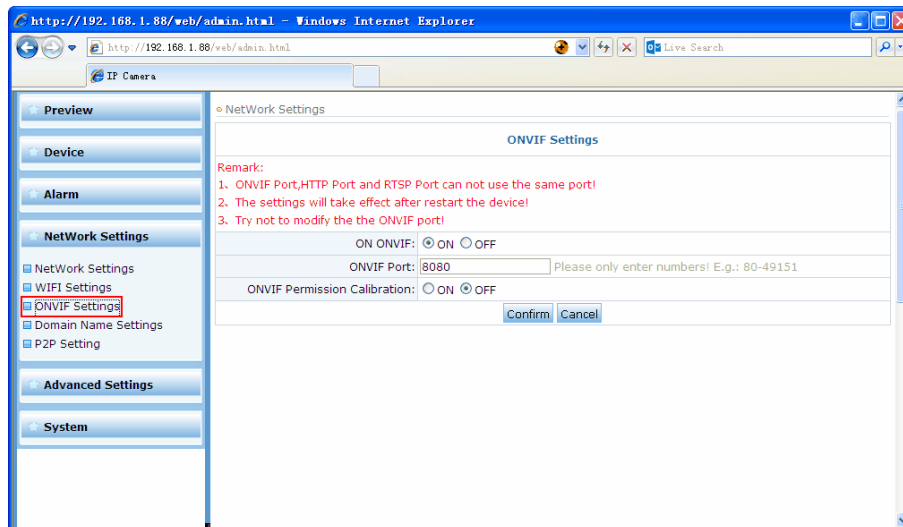 http://192.168.1.88/web/admin.html - Windows Internet Explorer
http://192.168.1.88/web/admin.html
Live Search
IP Camera
Preview
Device
Alarm
NetWork Settings
NetWork Settings
WIFI Settings
ONVIF Settings
Domain Name Settings
P2P Setting
Advanced Settings
System
NetWork Settings
ONVIF Settings
Remark:
1、ONVIF Port,HTTP Port and RTSP Port can not use the same port!
2、The settings will take effect after restart the device!
3、Try not to modify the the ONVIF port!
ON ONVIF: ON OFF
ONVIF Port: 8080 Please only enter numbers! E.g.: 80-49151
ONVIF Permission Calibration: ON OFF
Confirm Cancel